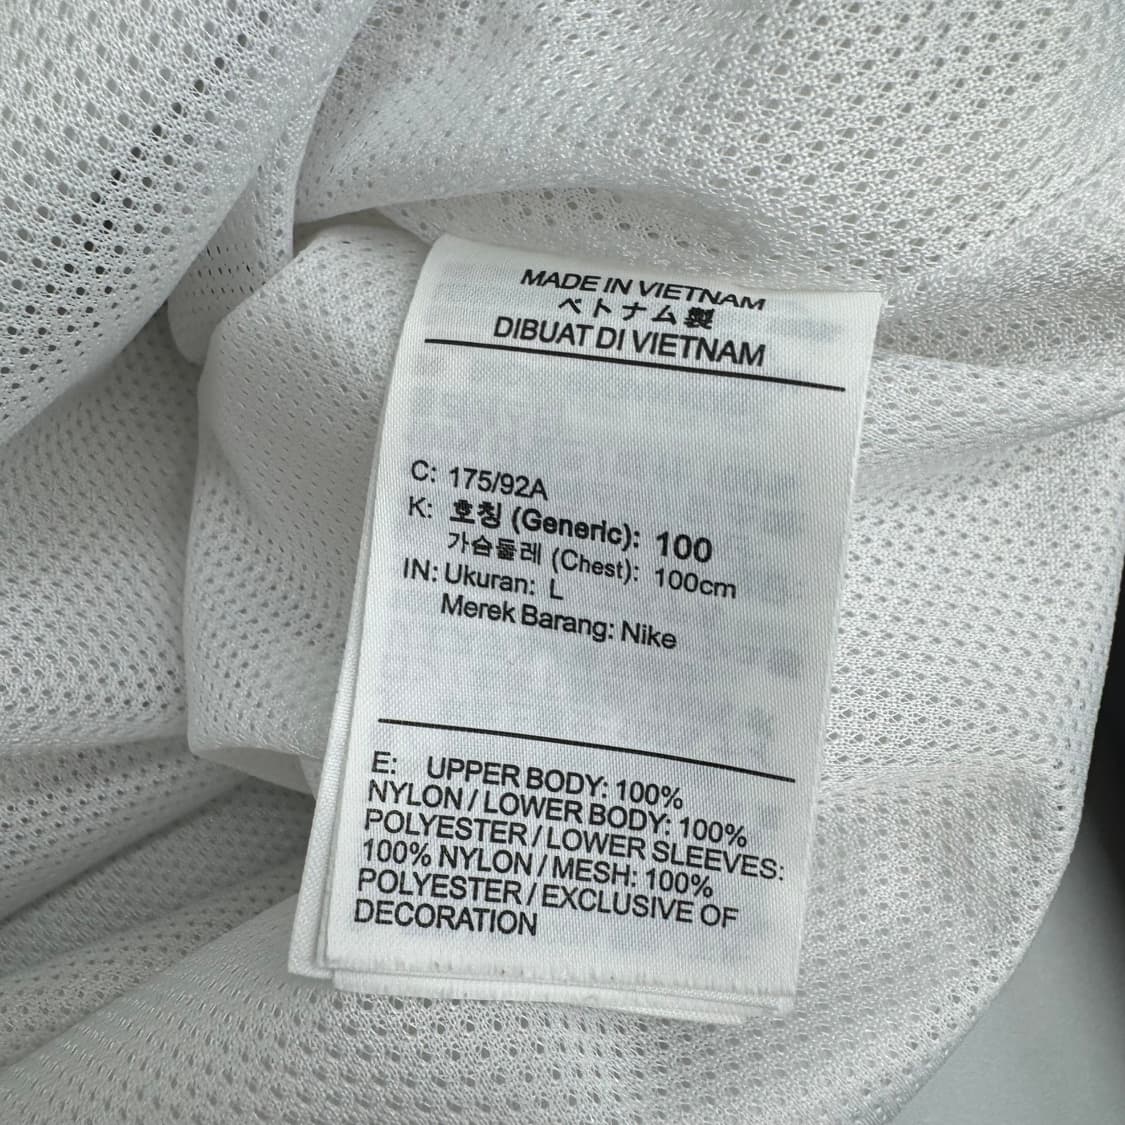 MADE IN VIETNAM
ベトナム製
DIBUAT DI VIETNAM
C: 175/92A
K: 호칭 (Generic): 100
가슴둘레 (Chest): 100cm
IN: Ukuran: L
Merek Barang: Nike
E: UPPER BODY: 100%
NYLON / LOWER BODY: 100%
POLYESTER / LOWER SLEEVES:
100% NYLON / MESH: 100%
POLYESTER / EXCLUSIVE OF
DECORATION